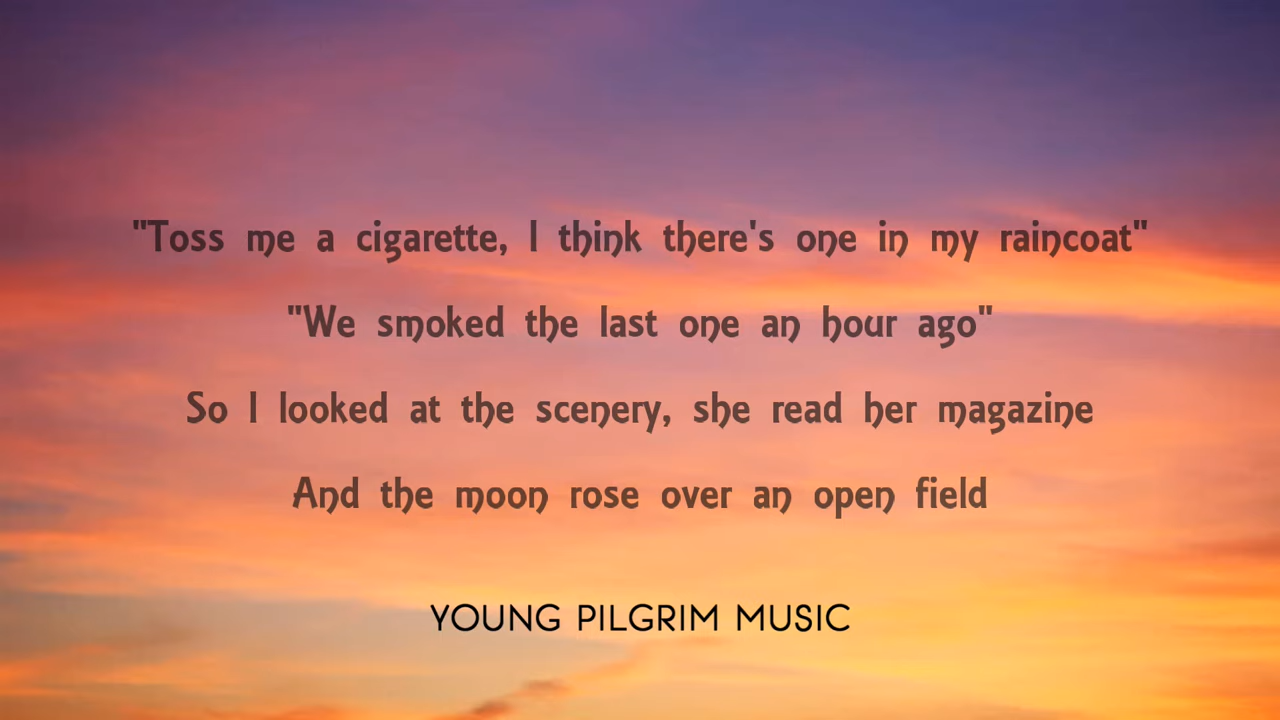 "Toss me a cigarette, I think there's one in my raincoat"
"We smoked the last one an hour ago"
So I looked at the scenery, she read her magazine
And the moon rose over an open field
YOUNG PILGRIM MUSIC